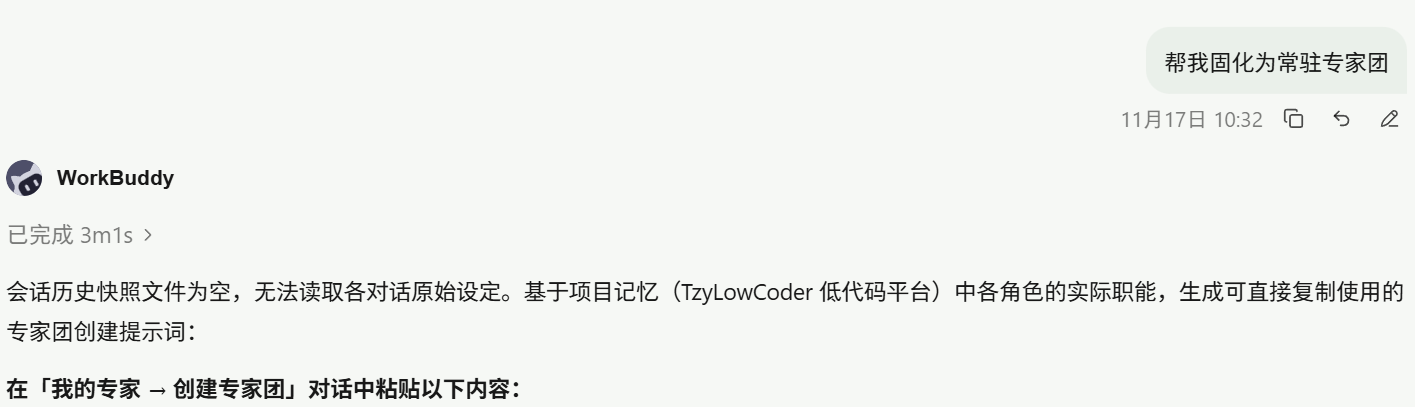 帮我固化为常驻专家团
11月17日 10:32
WorkBuddy
已完成 3m1s
会话历史快照文件为空，无法读取各对话原始设定。基于项目记忆（TzyLowCoder 低代码平台）中各角色的实际职能，生成可直接复制使用的
专家团创建提示词：
在「我的专家 → 创建专家团」对话中粘贴以下内容：